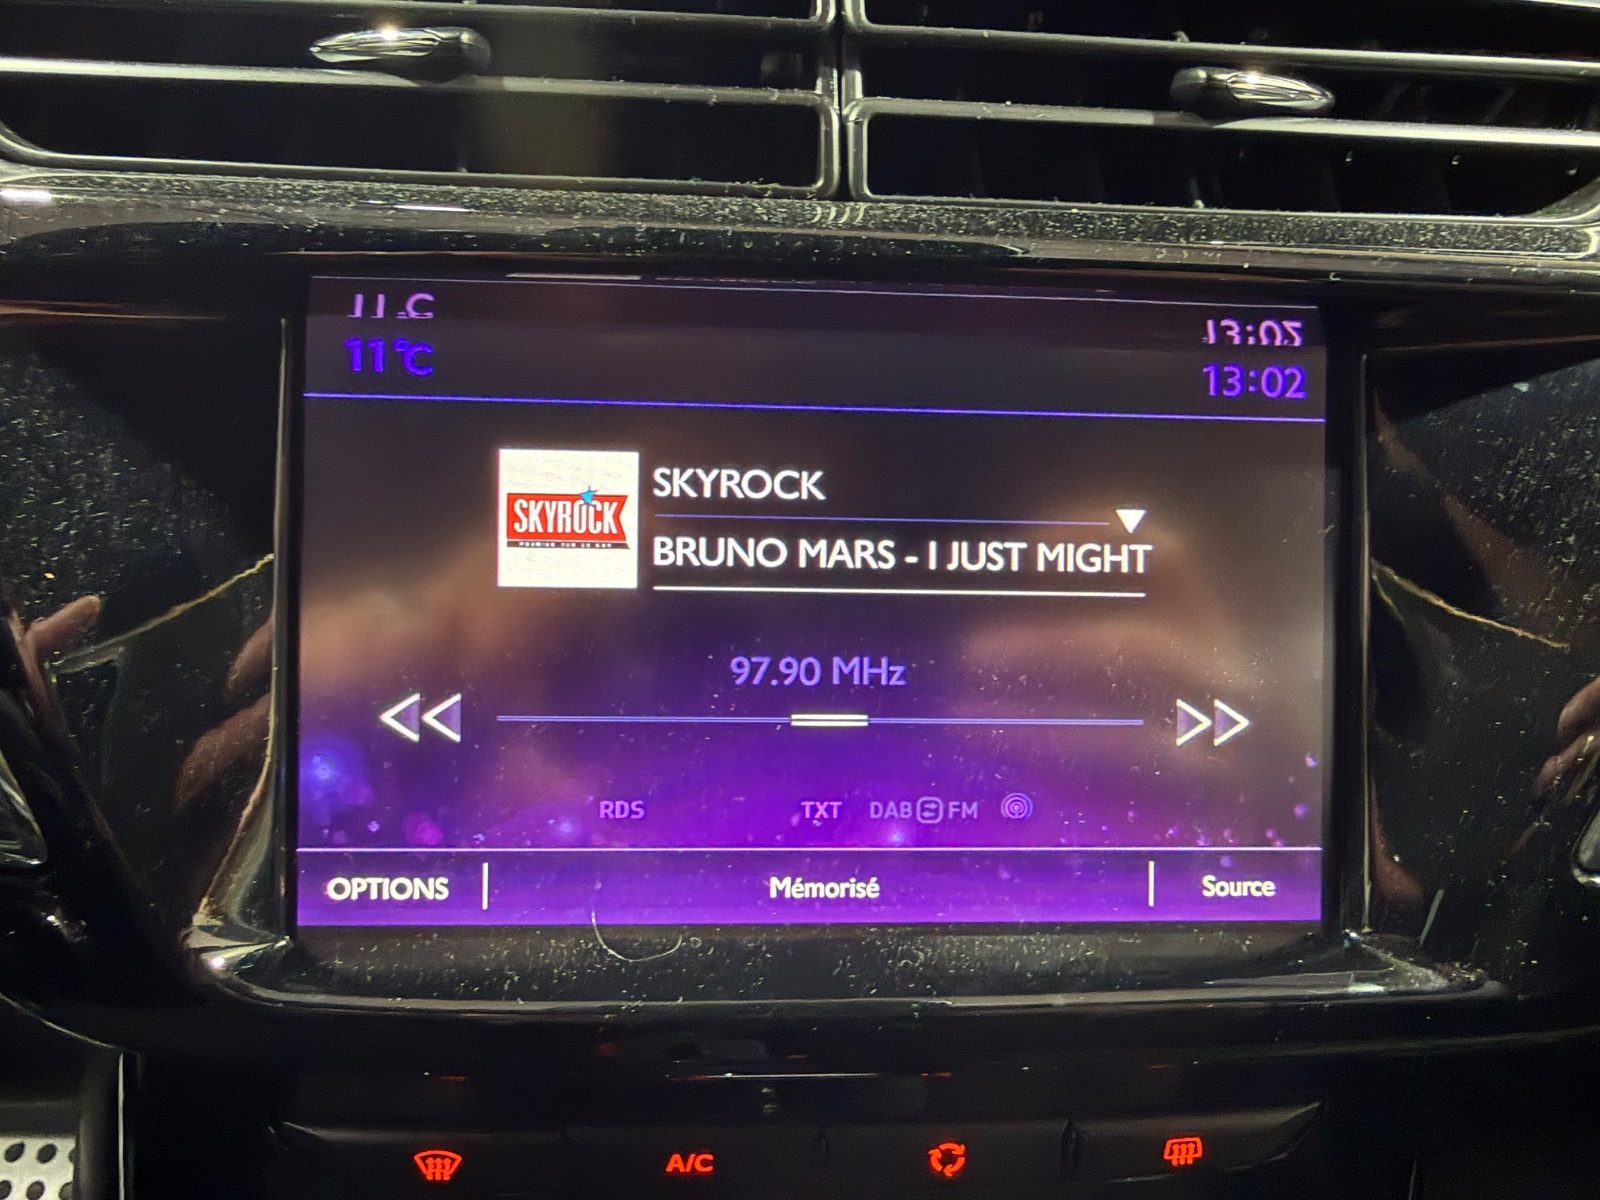 11°C
13:02
SKYROCK
SKYROCK
BRUNO MARS - I JUST MIGHT
97.90 MHz
RDS
TXT
DAB
FM
OPTIONS
Mémorisé
Source
A/C